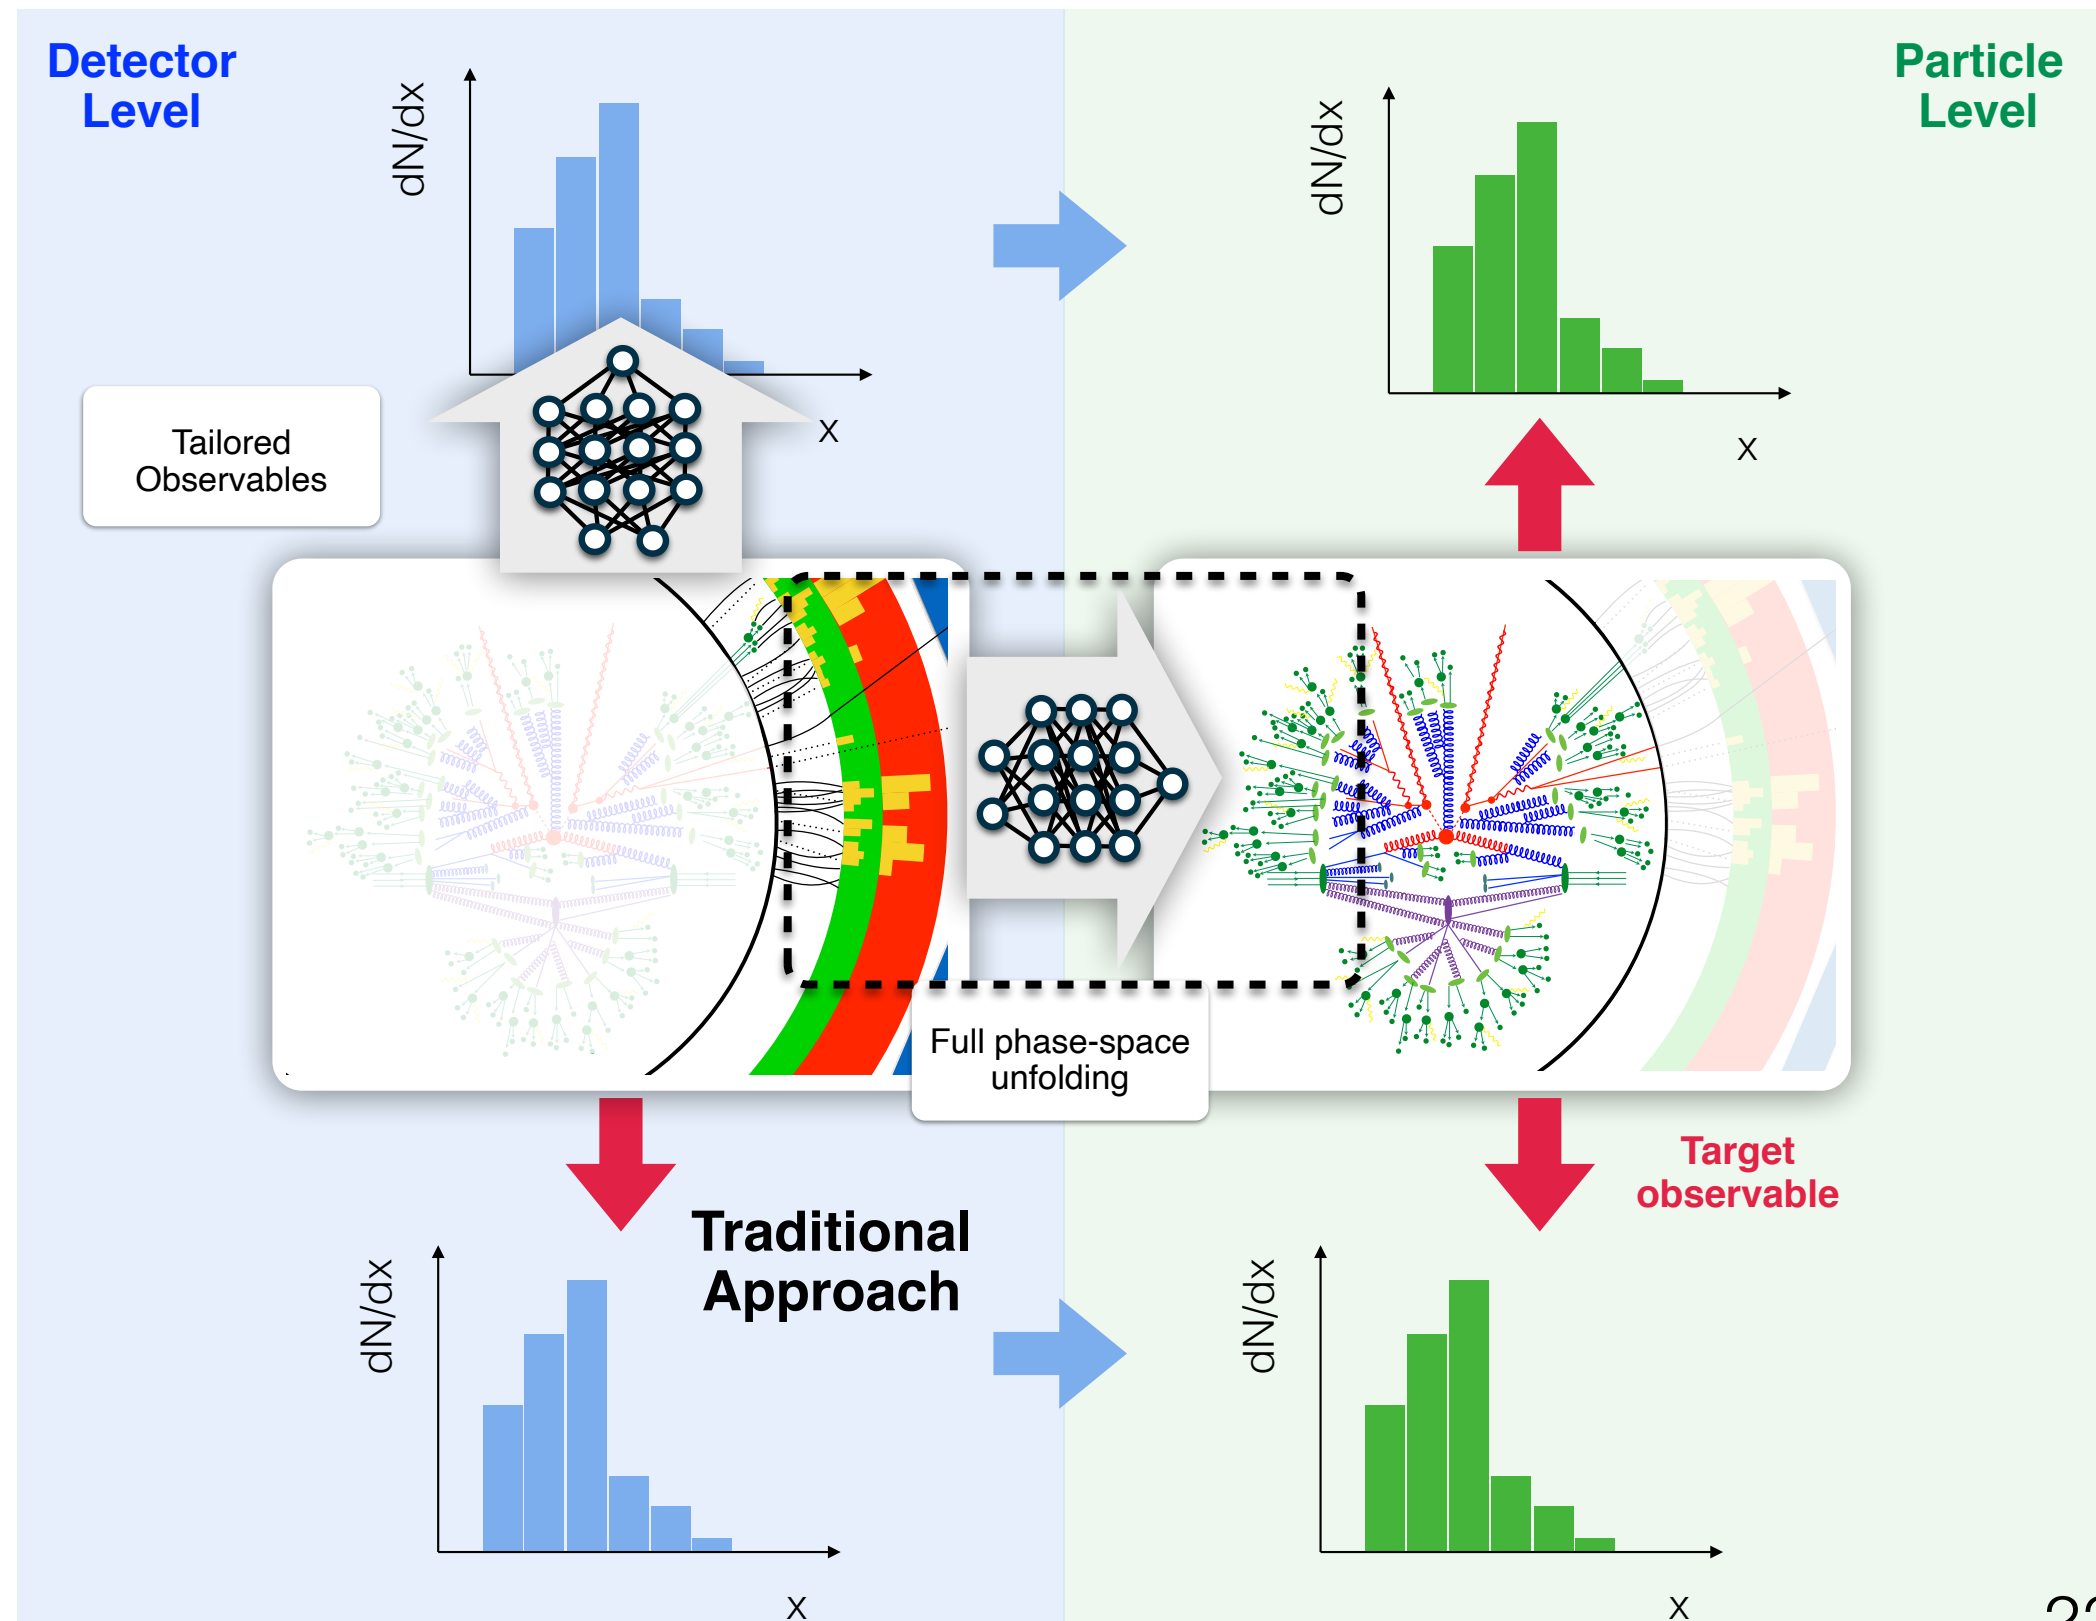 Detector
Level
Particle
Level
dN/dx
x
dN/dx
x
Tailored
Observables
Full phase-space
unfolding
Target
observable
Traditional
Approach
dN/dx
x
dN/dx
x